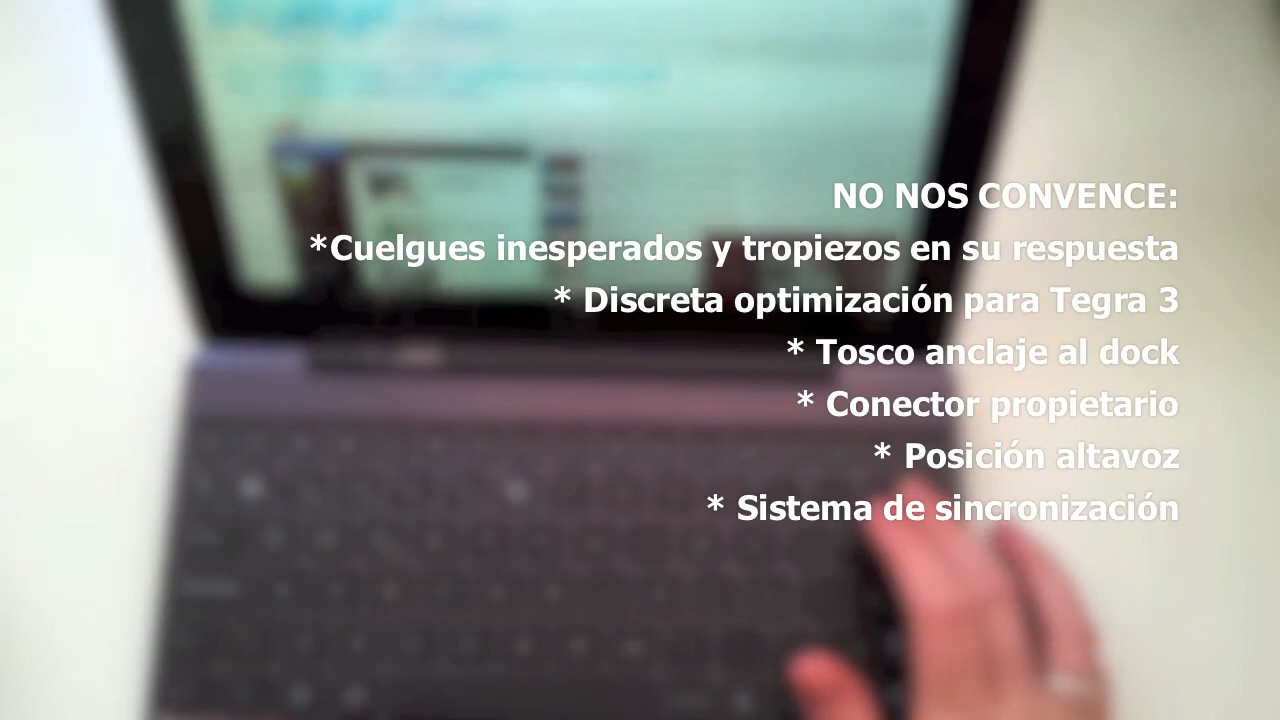 NO NOS CONVENCE:
*Cuelgues inesperados y tropiezos en su respuesta
* Discreta optimización para Tegra 3
* Tosco anclaje al dock
* Conector propietario
* Posición altavoz
* Sistema de sincronización